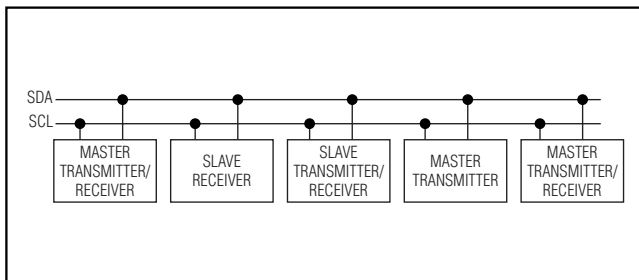 SDA
SCL
MASTER
TRANSMITTER/
RECEIVER
SLAVE
RECEIVER
SLAVE
TRANSMITTER/
RECEIVER
MASTER
TRANSMITTER
MASTER
TRANSMITTER/
RECEIVER